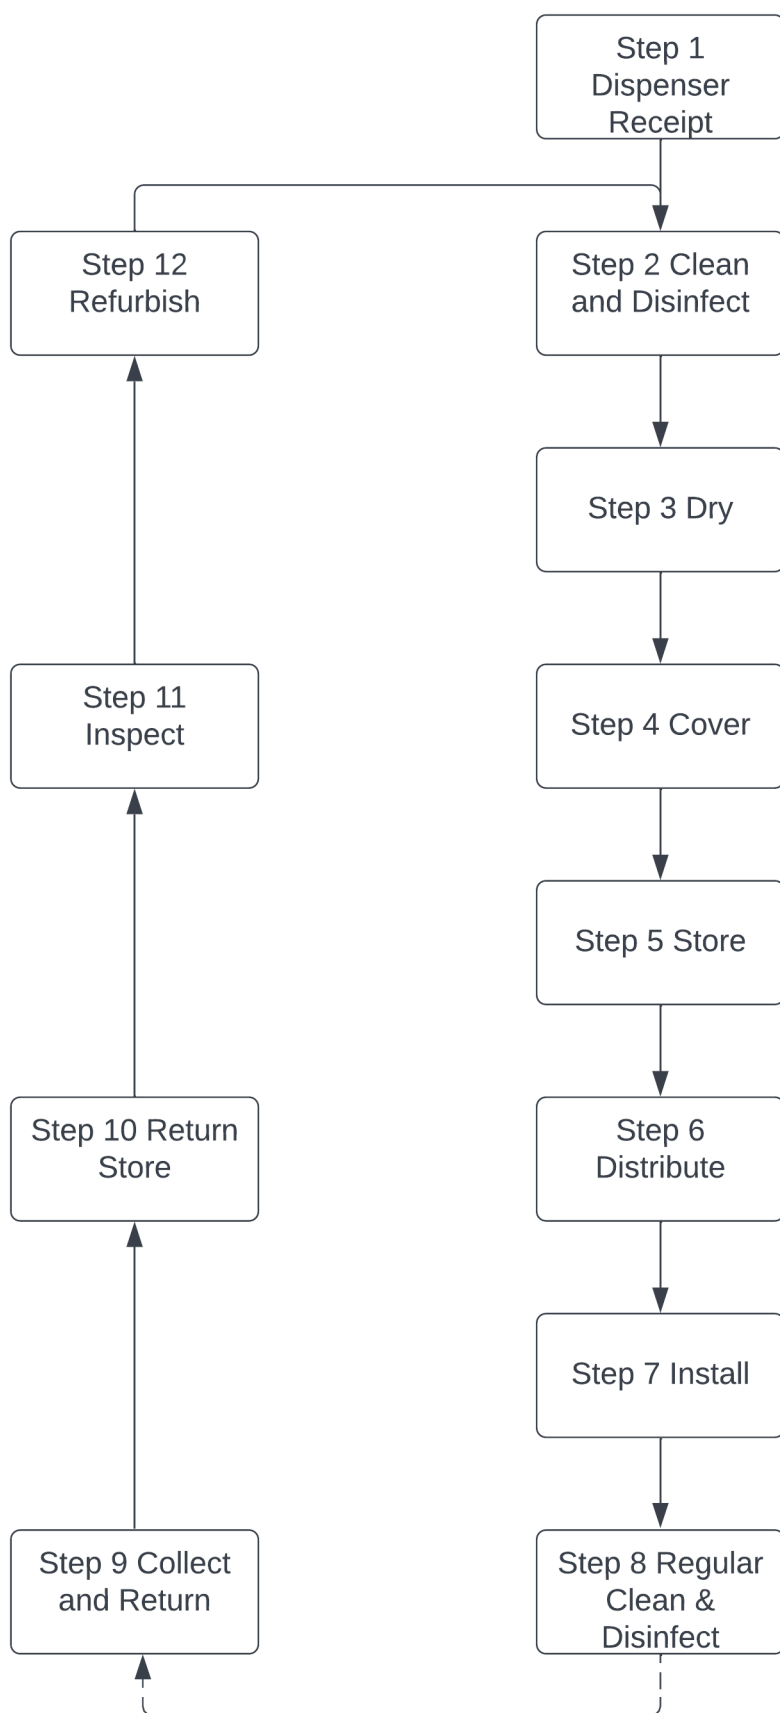 Step 1
Dispenser
Receipt
Step 12
Refurbish
Step 2 Clean
and Disinfect
Step 3 Dry
Step 11
Inspect
Step 4 Cover
Step 5 Store
Step 10 Return
Store
Step 6
Distribute
Step 7 Install
Step 9 Collect
and Return
Step 8 Regular
Clean &
Disinfect